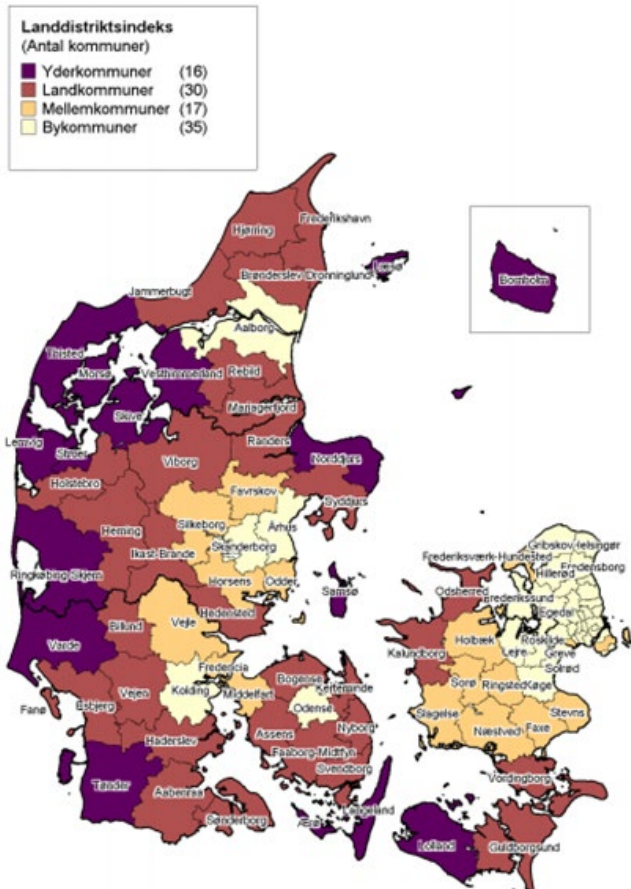 Landdistriktsindeks
(Antal kommuner)
Yderkommuner (16)
Landkommuner (30)
Mellemkommuner (17)
Bykommuner (35)
Frederikshavn
Hjørring
Læsø
Bornholm
Brønderslev-Dronninglund
Jammerbugt
Aalborg
Thisted
Morsø
Vesthimmerland
Rebild
Skive
Mariagerfjord
Lemvig
Struer
Randers
Viborg
Norddjurs
Holstebro
Favrskov
Syddjurs
Silkeborg
Århus
Herning
Skanderborg
Ikast-Brande
Gribskov
Helsingør
Frederiksværk-Hundested
Fredensborg
Hillerød
Ringkøbing-Skjern
Horsens
Odder
Samsø
Odsherred
Frederikssund
Hedensted
Egedal
Billund
Vejle
Holbæk
Roskilde
Varde
Kalundborg
Lejre
Greve
Solrød
Fredericia
Bogense
Sorø
Ringsted
Køge
Kolding
Middelfart
Kerteminde
Fanø
Esbjerg
Vejen
Odense
Slagelse
Stevns
Nyborg
Næstved
Faxe
Assens
Haderslev
Faaborg-Midtfyn
Svendborg
Vordingborg
Tønder
Aabenraa
Langeland
Sønderborg
Ærø
Lolland
Guldborgsund